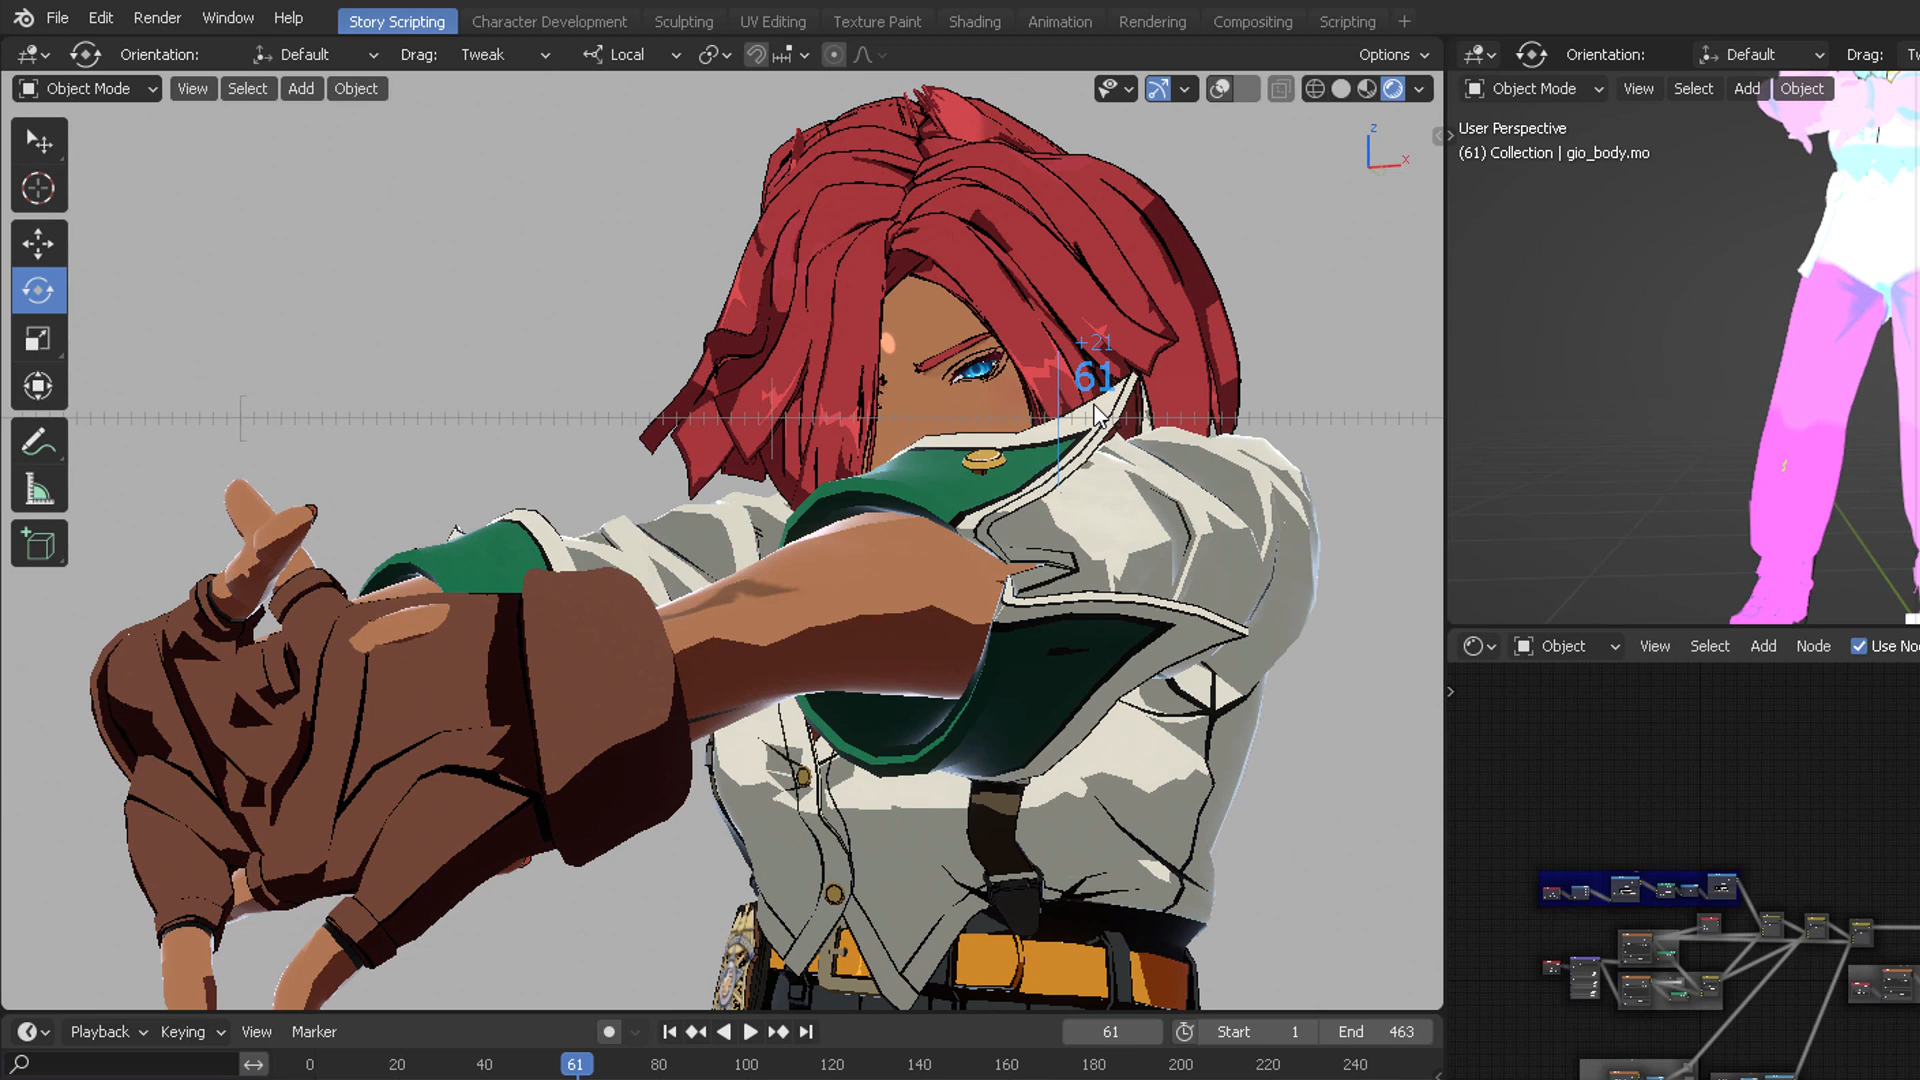 File Edit Render Window Help Story Scripting Character Development Sculpting UV Editing Texture Paint Shading Animation Rendering Compositing Scripting +
Orientation: Default Drag: Tweak Local Options
Orientation: Default Drag: Tw
Object Mode View Select Add Object
Object Mode View Select Add Object
User Perspective
(61) Collection | gio_body.mo
z
x
+21
61
Object View Select Add Node Use No
Playback Keying View Marker 61 Start 1 End 463
0 20 40 61 80 100 120 140 160 180 200 220 240